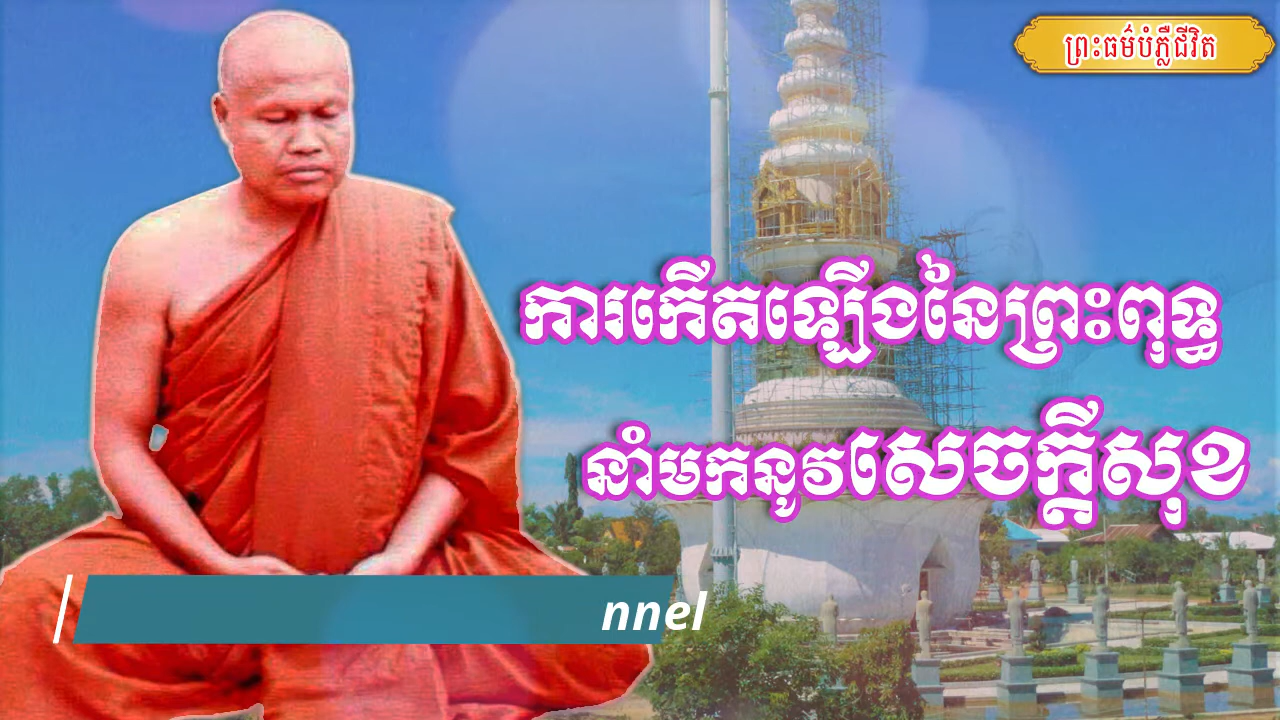 ព្រះធម៌បំភ្លឺជីវិត
ការកើតឡើងនៃព្រះពុទ្ធ
នាំមកនូវសេចក្តីសុខ
nnel